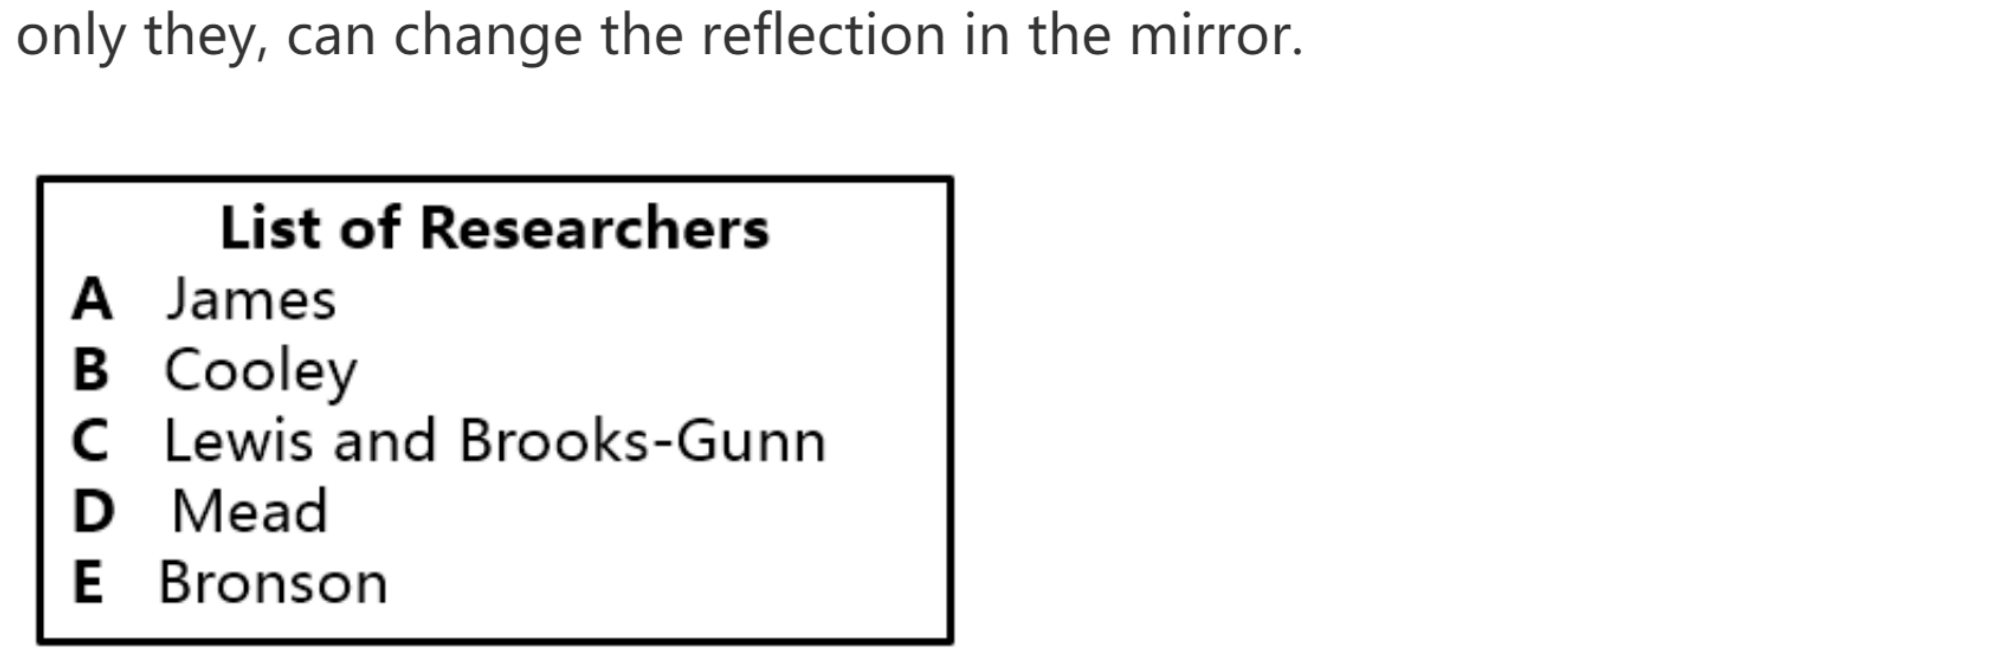 only they, can change the reflection in the mirror.
List of Researchers
A James
B Cooley
C Lewis and Brooks-Gunn
D Mead
E Bronson